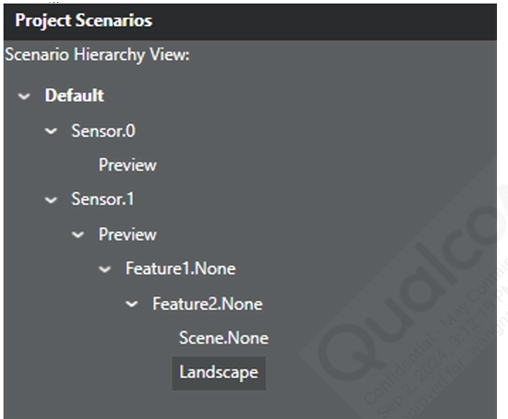 Project Scenarios
Scenario Hierarchy View:
Default
Sensor.0
Preview
Sensor.1
Preview
Feature1.None
Feature2.None
Scene.None
Landscape
Qualco